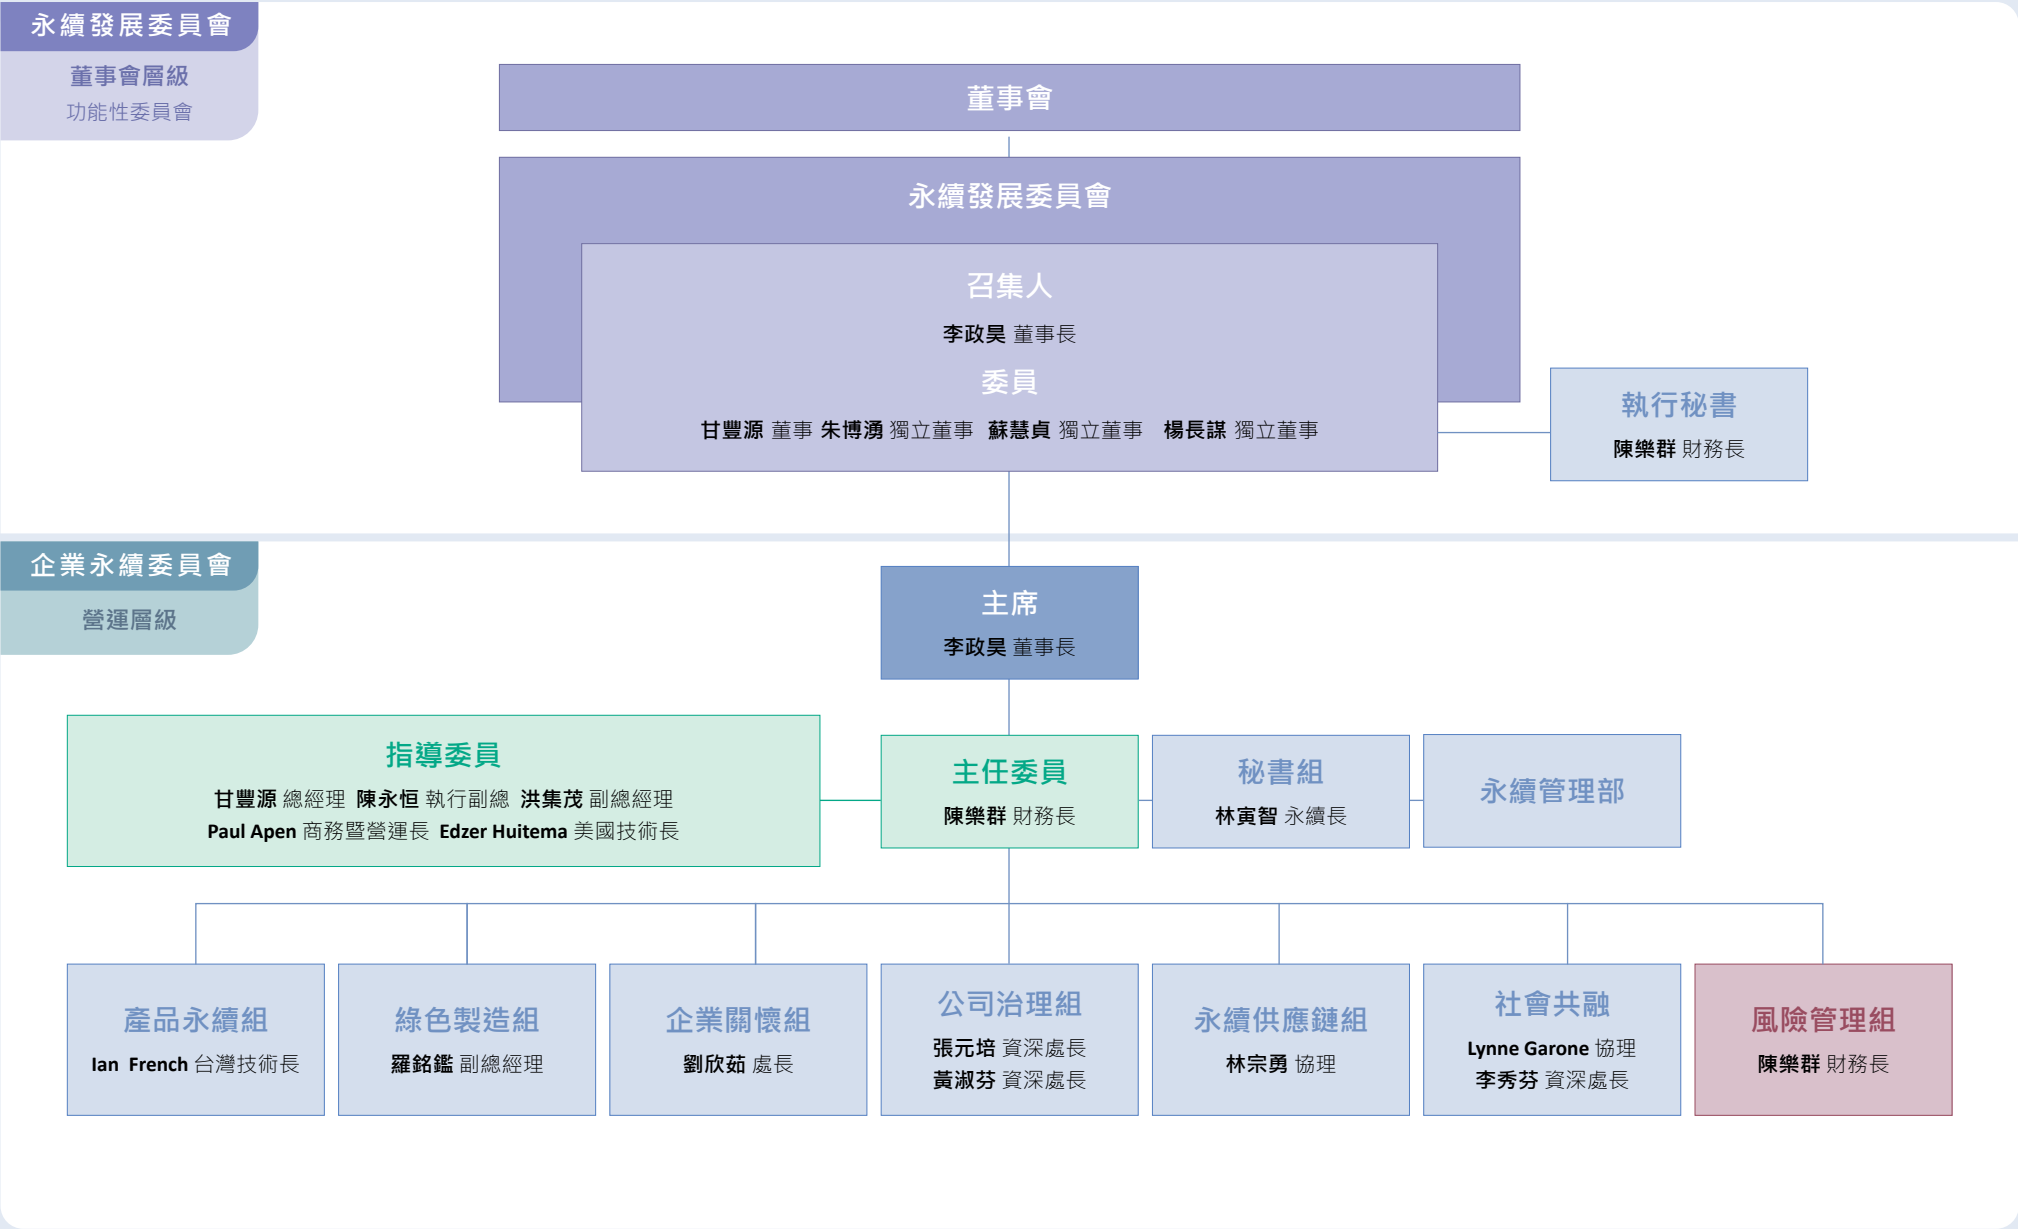 永續發展委員會
董事會層級
功能性委員會
董事會
永續發展委員會
召集人
李政昊 董事長
委員
甘豐源 董事 朱博湧 獨立董事 蘇慧貞 獨立董事 楊長謀 獨立董事
執行秘書
陳樂群 財務長
企業永續委員會
營運層級
主席
李政昊 董事長
指導委員
甘豐源 總經理 陳永恒 執行副總 洪集茂 副總經理
Paul Apen 商務暨營運長 Edzer Huitema 美國技術長
主任委員
陳樂群 財務長
秘書組
林寅智 永續長
永續管理部
產品永續組
Ian French 台灣技術長
綠色製造組
羅銘鑑 副總經理
企業關懷組
劉欣茹 處長
公司治理組
張元培 資深處長
黃淑芬 資深處長
永續供應鏈組
林宗勇 協理
社會共融
Lynne Garone 協理
李秀芬 資深處長
風險管理組
陳樂群 財務長